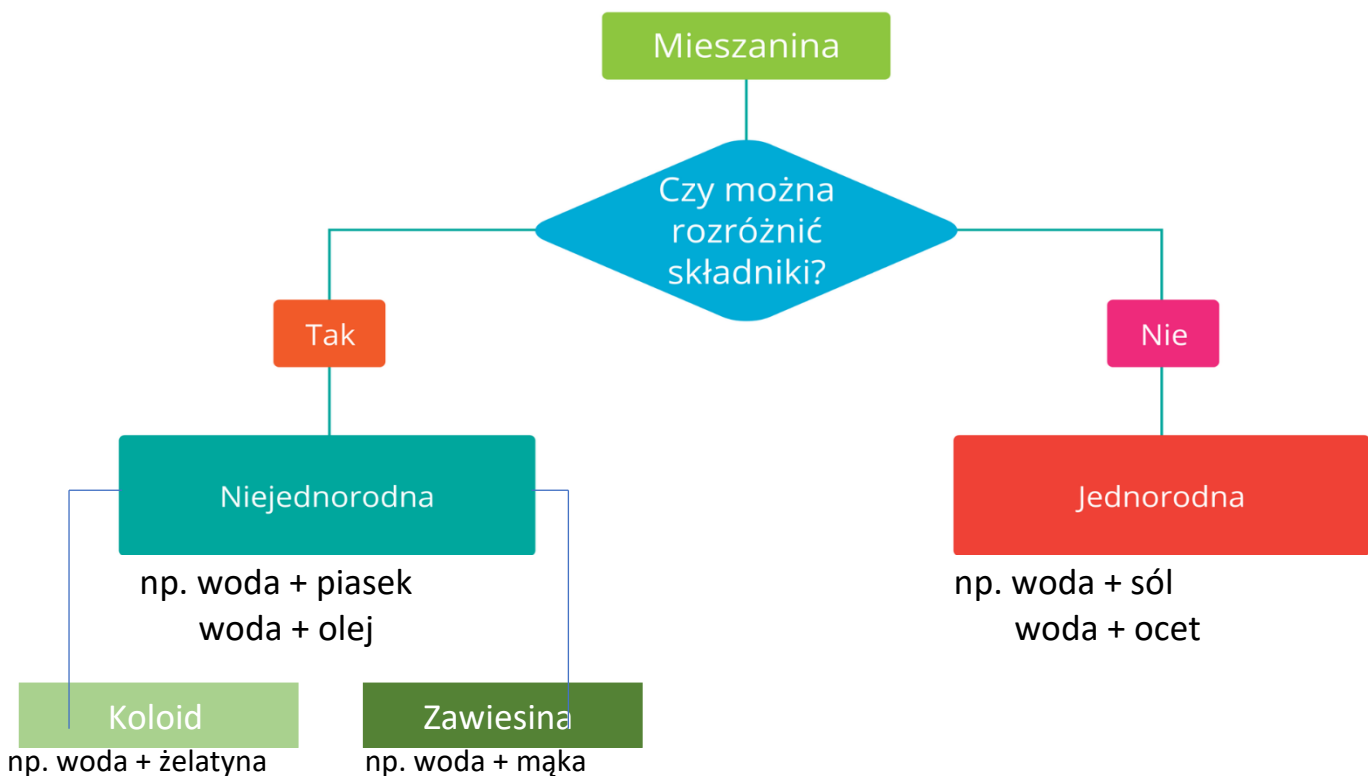 Mieszanina
Czy można
rozróżnić
składniki?
Tak
Nie
Niejednorodna
Jednorodna
np. woda + piasek
woda + olej
np. woda + sól
woda + ocet
Koloid
Zawiesina
np. woda + żelatyna
np. woda + mąka